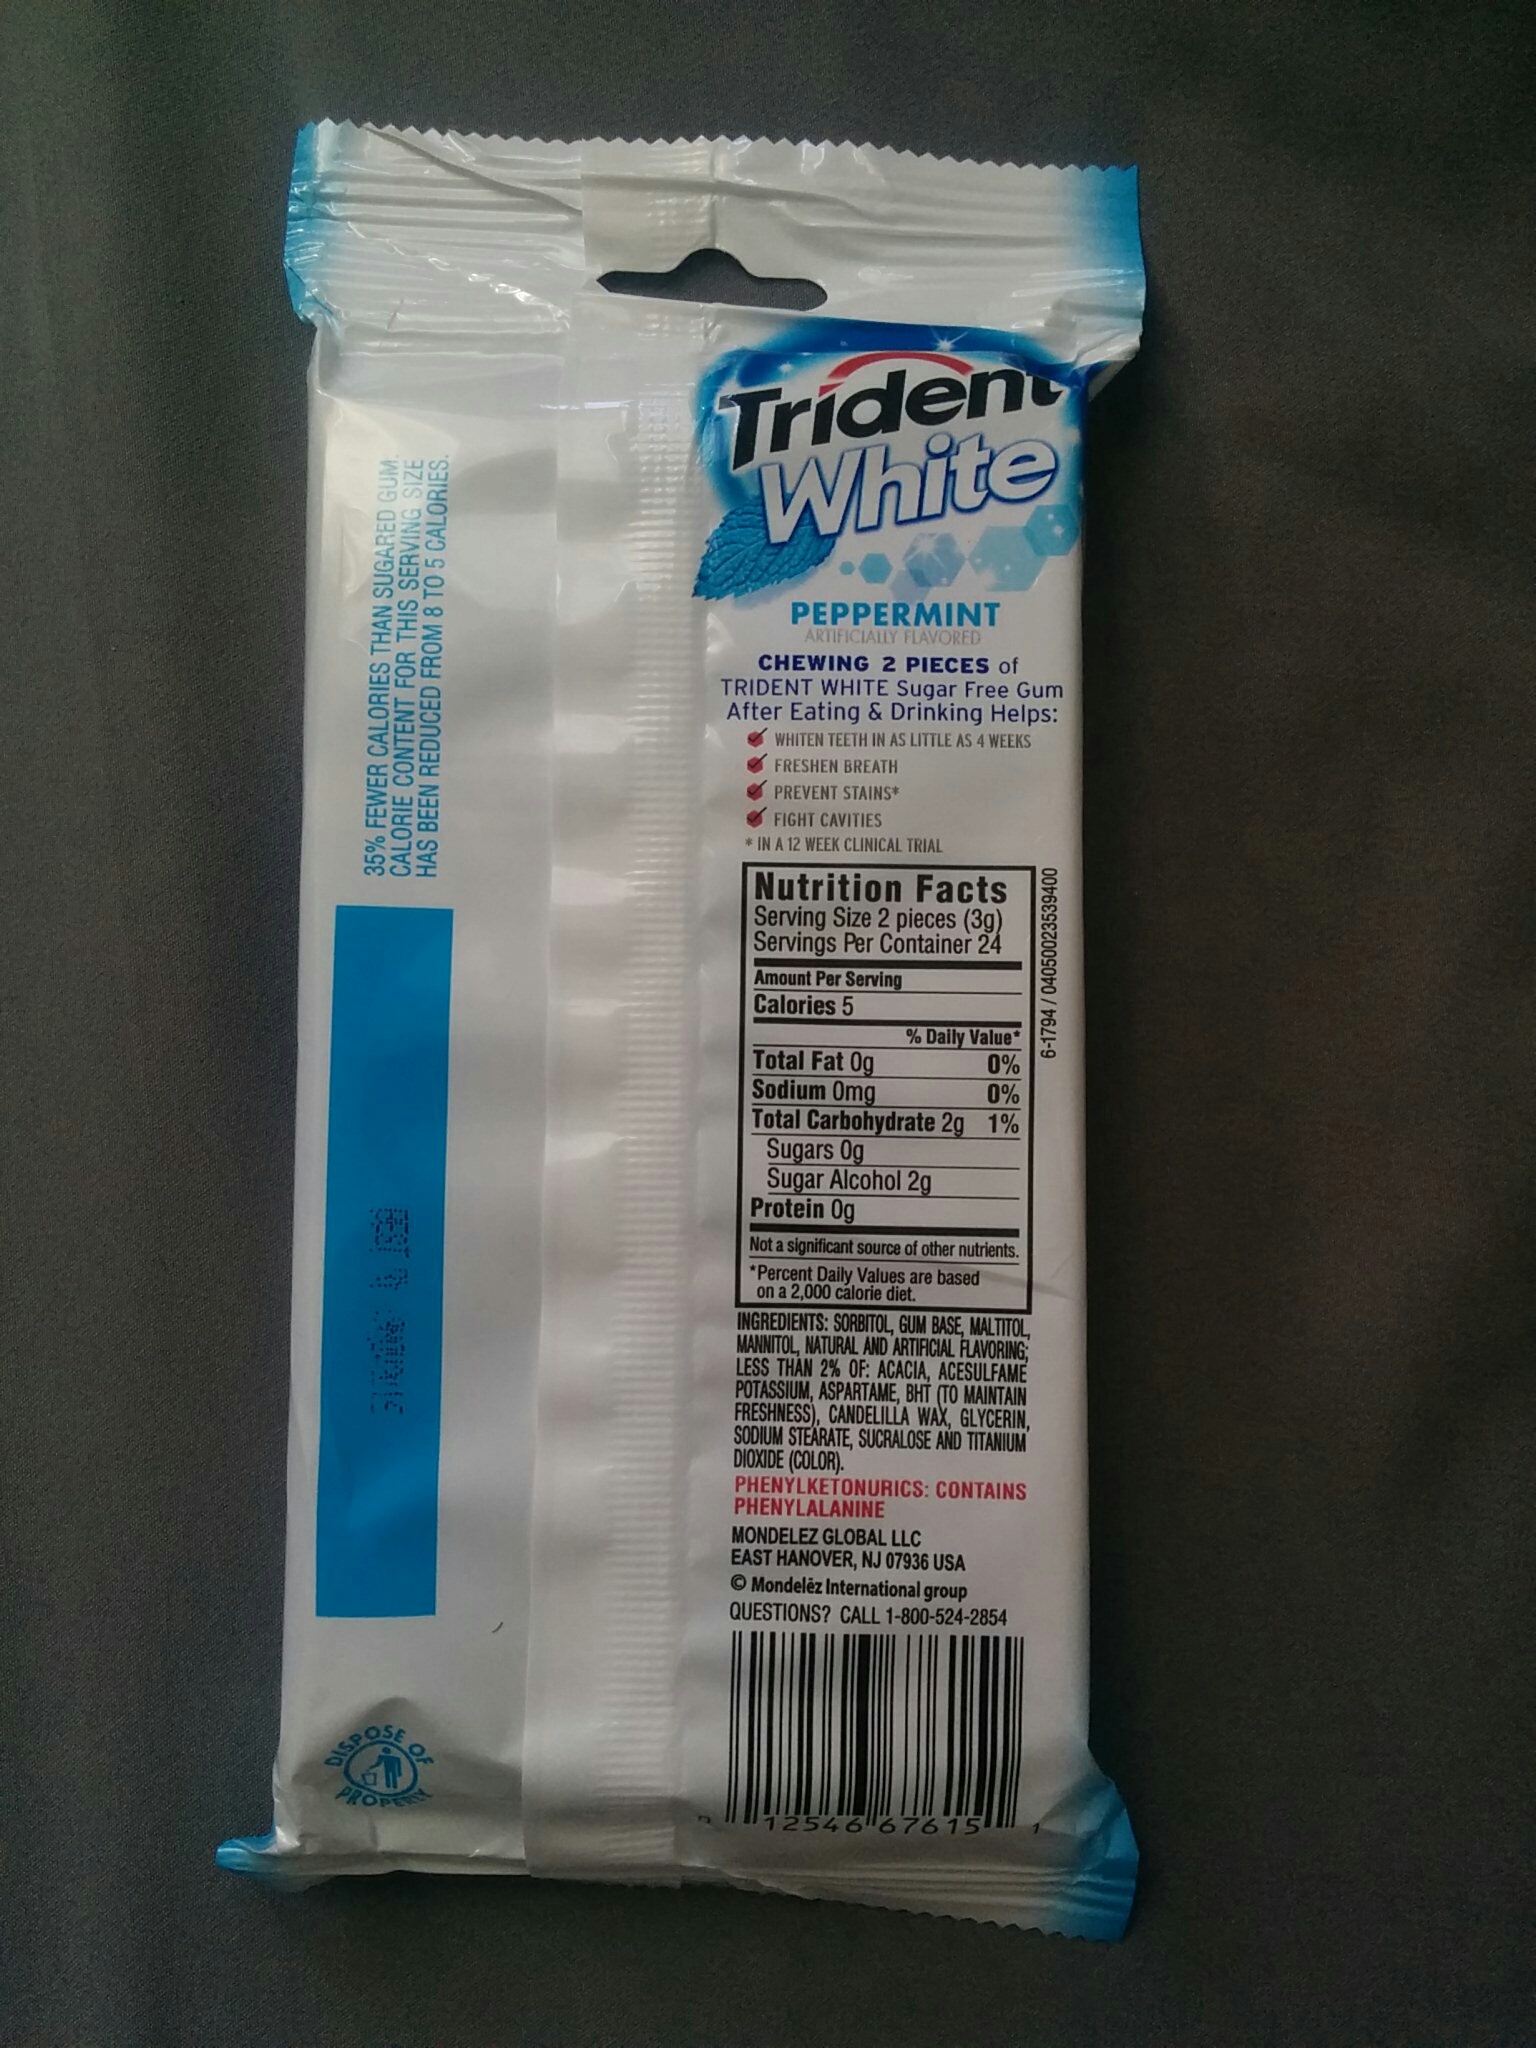 35% FEWER CALORIES THAN SUGARED GUM.
CALORIE CONTENT FOR THIS SERVING SIZE
HAS BEEN REDUCED FROM 8 TO 5 CALORIES.
DISPOSE OF
PROPERLY
Trident
White
PEPPERMINT
ARTIFICIALLY FLAVORED
CHEWING 2 PIECES of
TRIDENT WHITE Sugar Free Gum
After Eating & Drinking Helps:
WHITEN TEETH IN AS LITTLE AS 4 WEEKS
FRESHEN BREATH
PREVENT STAINS*
FIGHT CAVITIES
* IN A 12 WEEK CLINICAL TRIAL
Nutrition Facts
Serving Size 2 pieces (3g)
Servings Per Container 24
Amount Per Serving
Calories 5
% Daily Value*
Total Fat 0g 0%
Sodium 0mg 0%
Total Carbohydrate 2g 1%
Sugars 0g
Sugar Alcohol 2g
Protein 0g
Not a significant source of other nutrients.
*Percent Daily Values are based
on a 2,000 calorie diet.
6-1794 / 04050023539400
INGREDIENTS: SORBITOL, GUM BASE, MALTITOL,
MANNITOL, NATURAL AND ARTIFICIAL FLAVORING;
LESS THAN 2% OF: ACACIA, ACESULFAME
POTASSIUM, ASPARTAME, BHT (TO MAINTAIN
FRESHNESS), CANDELILLA WAX, GLYCERIN,
SODIUM STEARATE, SUCRALOSE AND TITANIUM
DIOXIDE (COLOR).
PHENYLKETONURICS: CONTAINS
PHENYLALANINE
MONDELEZ GLOBAL LLC
EAST HANOVER, NJ 07936 USA
© Mondelēz International group
QUESTIONS? CALL 1-800-524-2854
0 12546 67615 1